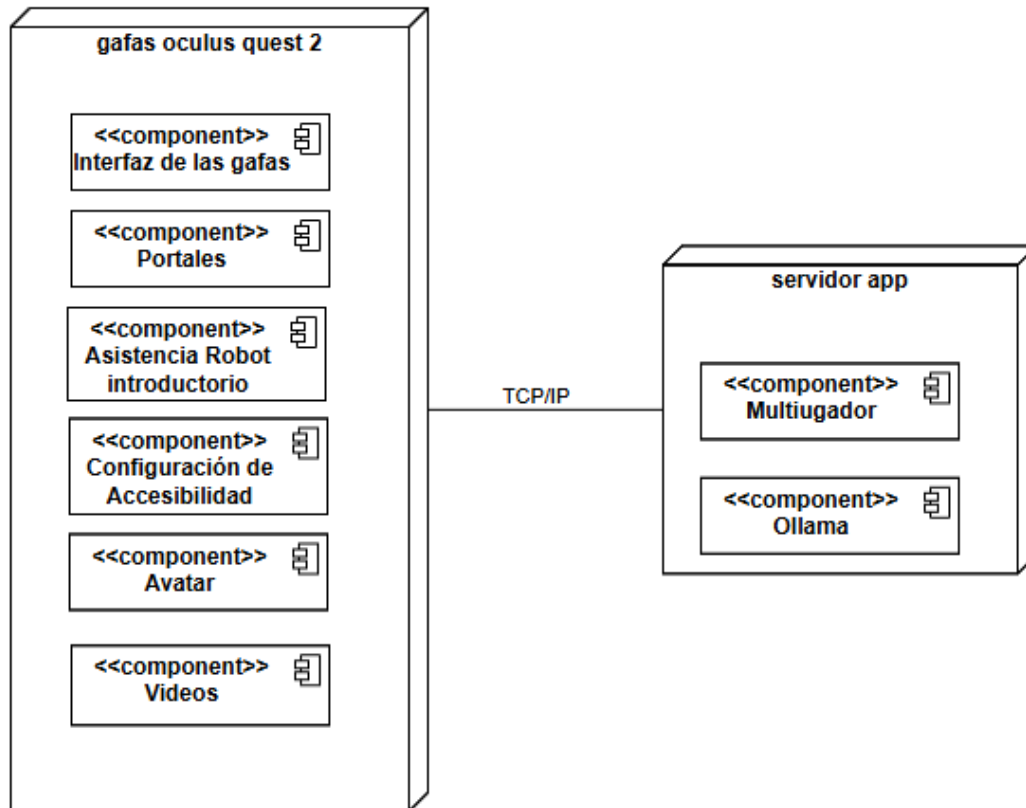 gafas oculus quest 2
<<component>>
Interfaz de las gafas
<<component>>
Portales
<<component>>
Asistencia Robot
introductorio
<<component>>
Configuración de
Accesibilidad
<<component>>
Avatar
<<component>>
Videos
TCP/IP
servidor app
<<component>>
Multiugador
<<component>>
Ollama